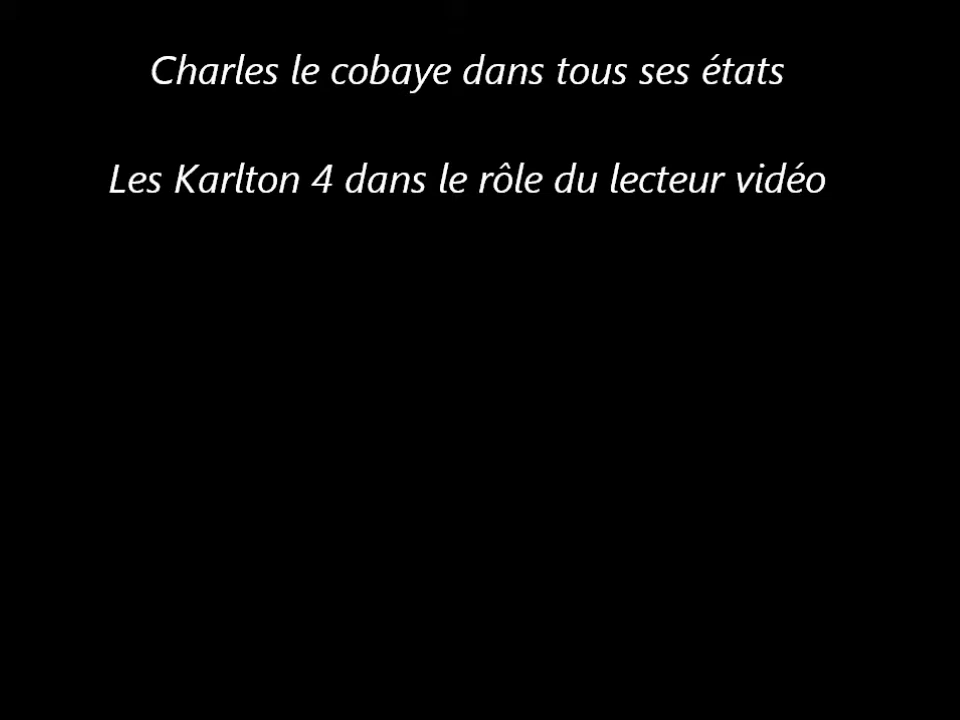 Charles le cobaye dans tous ses états
Les Karlton 4 dans le rôle du lecteur vidéo